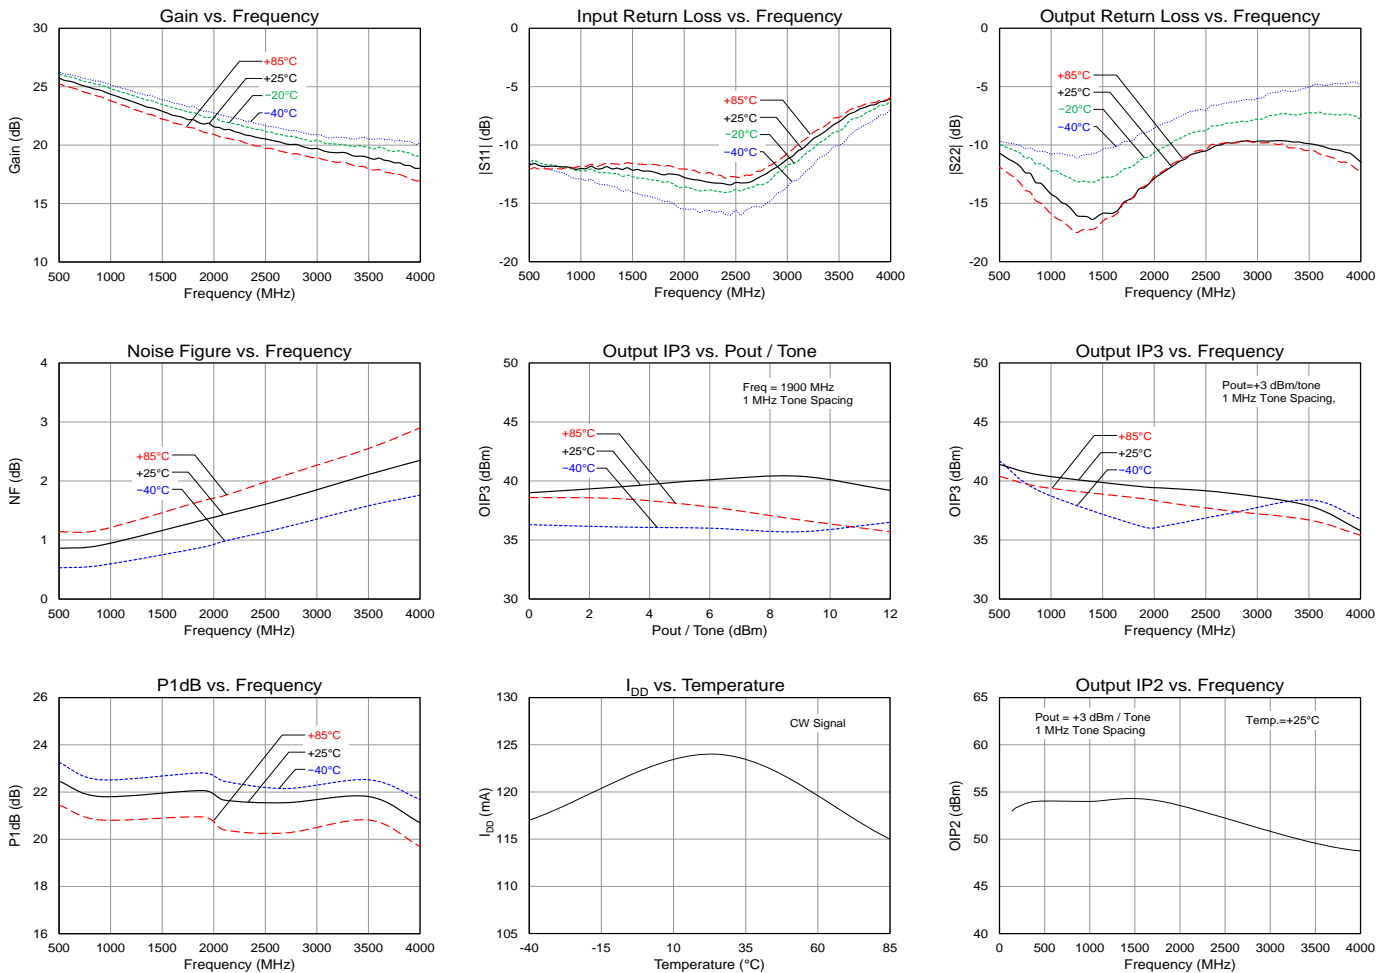 Gain vs. Frequency
30
25
20
15
10
Gain (dB)
+85°C
+25°C
−20°C
−40°C
500 1000 1500 2000 2500 3000 3500 4000
Frequency (MHz)
Input Return Loss vs. Frequency
0
-5
-10
-15
-20
|S11| (dB)
+85°C
+25°C
−20°C
−40°C
500 1000 1500 2000 2500 3000 3500 4000
Frequency (MHz)
Output Return Loss vs. Frequency
0
-5
-10
-15
-20
|S22| (dB)
+85°C
+25°C
−20°C
−40°C
500 1000 1500 2000 2500 3000 3500 4000
Frequency (MHz)
Noise Figure vs. Frequency
4
3
2
1
0
NF (dB)
+85°C
+25°C
−40°C
500 1000 1500 2000 2500 3000 3500 4000
Frequency (MHz)
Output IP3 vs. Pout / Tone
50
45
40
35
30
OIP3 (dBm)
Freq = 1900 MHz
1 MHz Tone Spacing
+85°C
+25°C
−40°C
0 2 4 6 8 10 12
Pout / Tone (dBm)
Output IP3 vs. Frequency
50
45
40
35
30
OIP3 (dBm)
Pout=+3 dBm/tone
1 MHz Tone Spacing,
+85°C
+25°C
−40°C
500 1000 1500 2000 2500 3000 3500 4000
Frequency (MHz)
P1dB vs. Frequency
26
24
22
20
18
16
P1dB (dB)
+85°C
+25°C
−40°C
500 1000 1500 2000 2500 3000 3500 4000
Frequency (MHz)
IDD vs. Temperature
130
125
120
115
110
105
IDD (mA)
CW Signal
-40 -15 10 35 60 85
Temperature (°C)
Output IP2 vs. Frequency
65
60
55
50
45
40
OIP2 (dBm)
Pout = +3 dBm / Tone
1 MHz Tone Spacing
Temp.=+25°C
0 500 1000 1500 2000 2500 3000 3500 4000
Frequency (MHz)